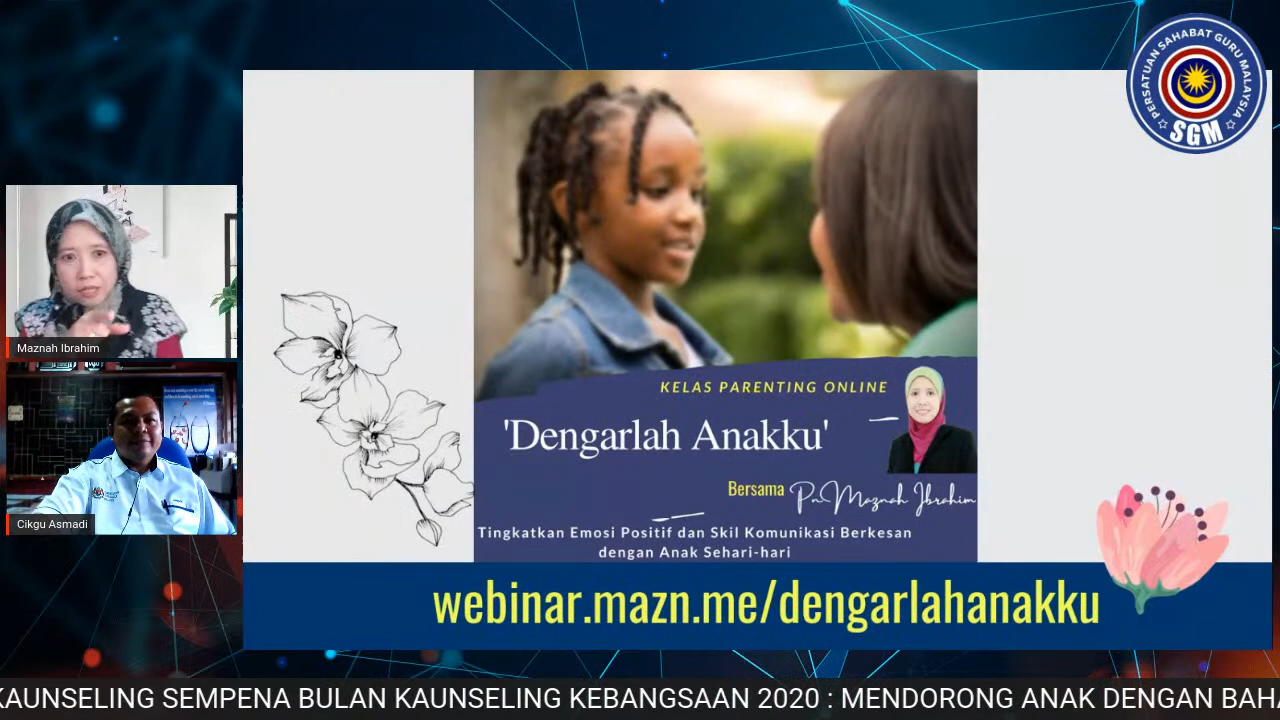 PERSATUAN SAHABAT GURU MALAYSIA
SGM
Maznah Ibrahim
Cikgu Asmadi
KELAS PARENTING ONLINE
'Dengarlah Anakku'
Bersama Pn. Maznah Ibrahim
Tingkatkan Emosi Positif dan Skil Komunikasi Berkesan
dengan Anak Sehari-hari
webinar.mazn.me/dengarlahanakku
KAUNSELING SEMPENA BULAN KAUNSELING KEBANGSAAN 2020 : MENDORONG ANAK DENGAN BAHA